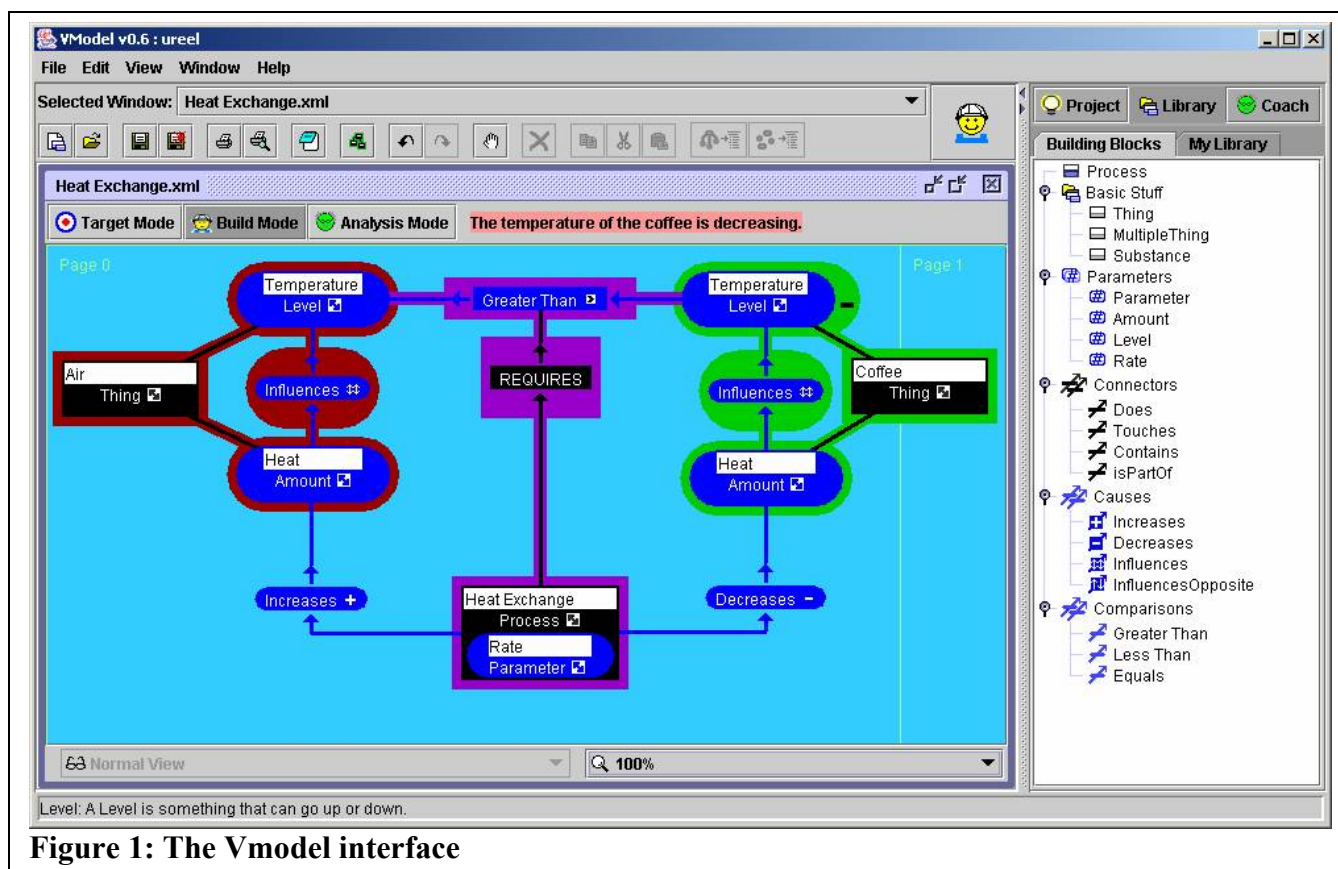 VModel v0.6 : ureel
File Edit View Window Help
Selected Window: Heat Exchange.xml
Project Library Coach
Building Blocks My Library
Heat Exchange.xml
Target Mode Build Mode Analysis Mode The temperature of the coffee is decreasing.
Page 0
Page 1
Temperature
Level
Greater Than
Temperature
Level
Air
Thing
Influences
REQUIRES
Influences
Coffee
Thing
Heat
Amount
Heat
Amount
Increases +
Heat Exchange
Process
Rate
Parameter
Decreases -
Process
Basic Stuff
Thing
MultipleThing
Substance
Parameters
Parameter
Amount
Level
Rate
Connectors
Does
Touches
Contains
isPartOf
Causes
Increases
Decreases
Influences
InfluencesOpposite
Comparisons
Greater Than
Less Than
Equals
Normal View
100%
Level: A Level is something that can go up or down.
Figure 1: The Vmodel interface